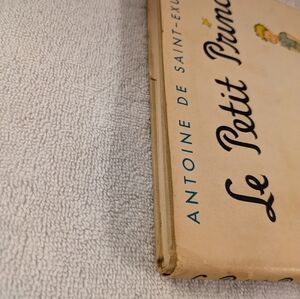 ANTOINE DE SAINT-EXU
Le Petit Princ